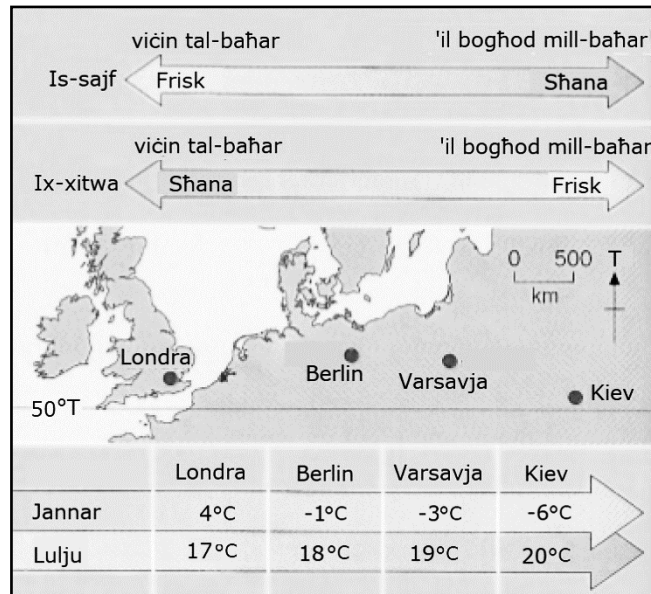 viċin tal-baħar 'il bogħod mill-baħar
Is-sajf Frisk Sħana
viċin tal-baħar 'il bogħod mill-baħar
Ix-xitwa Sħana Frisk
0 500 T
km
Londra
Berlin
Varsavja
Kiev
50°T
Londra Berlin Varsavja Kiev
Jannar 4°C -1°C -3°C -6°C
Lulju 17°C 18°C 19°C 20°C